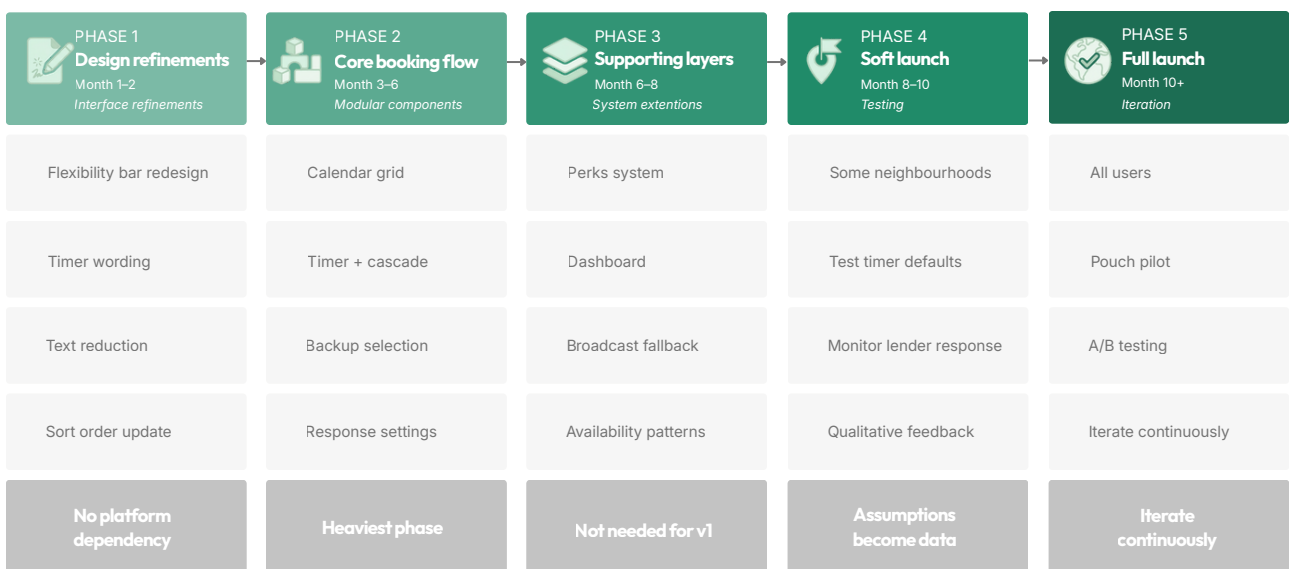 PHASE 1
Design refinements
Month 1–2
Interface refinements
PHASE 2
Core booking flow
Month 3–6
Modular components
PHASE 3
Supporting layers
Month 6–8
System extentions
PHASE 4
Soft launch
Month 8–10
Testing
PHASE 5
Full launch
Month 10+
Iteration
Flexibility bar redesign
Calendar grid
Perks system
Some neighbourhoods
All users
Timer wording
Timer + cascade
Dashboard
Test timer defaults
Pouch pilot
Text reduction
Backup selection
Broadcast fallback
Monitor lender response
A/B testing
Sort order update
Response settings
Availability patterns
Qualitative feedback
Iterate continuously
No platform
dependency
Heaviest phase
Not needed for v1
Assumptions
become data
Iterate
continuously